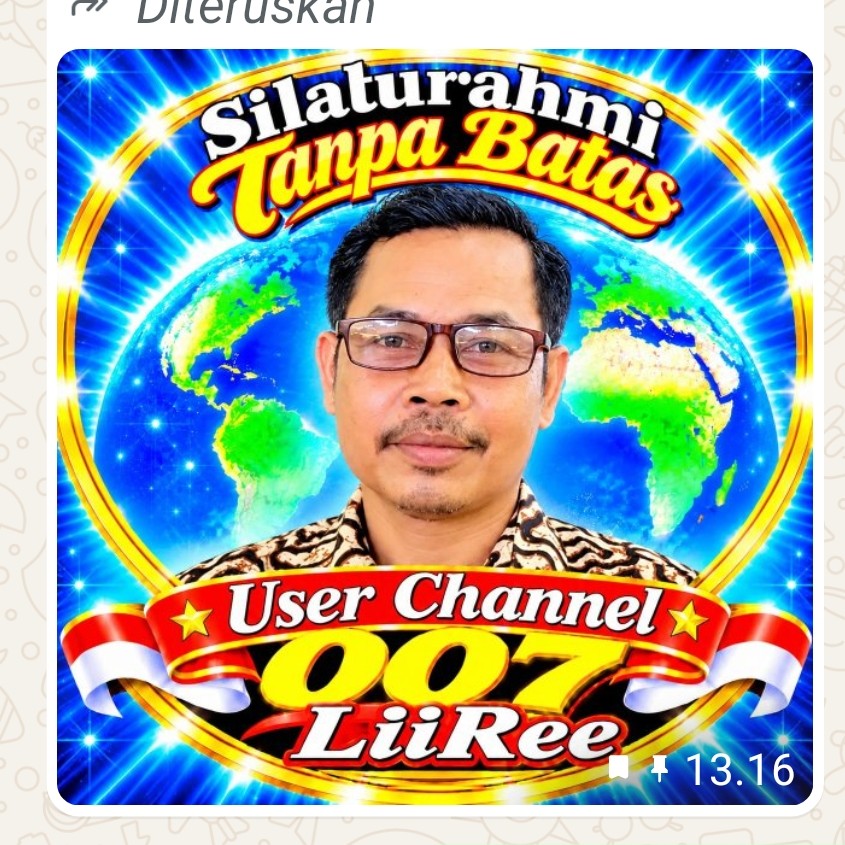 Diteruskan
Silaturahmi
Tanpa Batas
User Channel
007
LiiRee
13.16